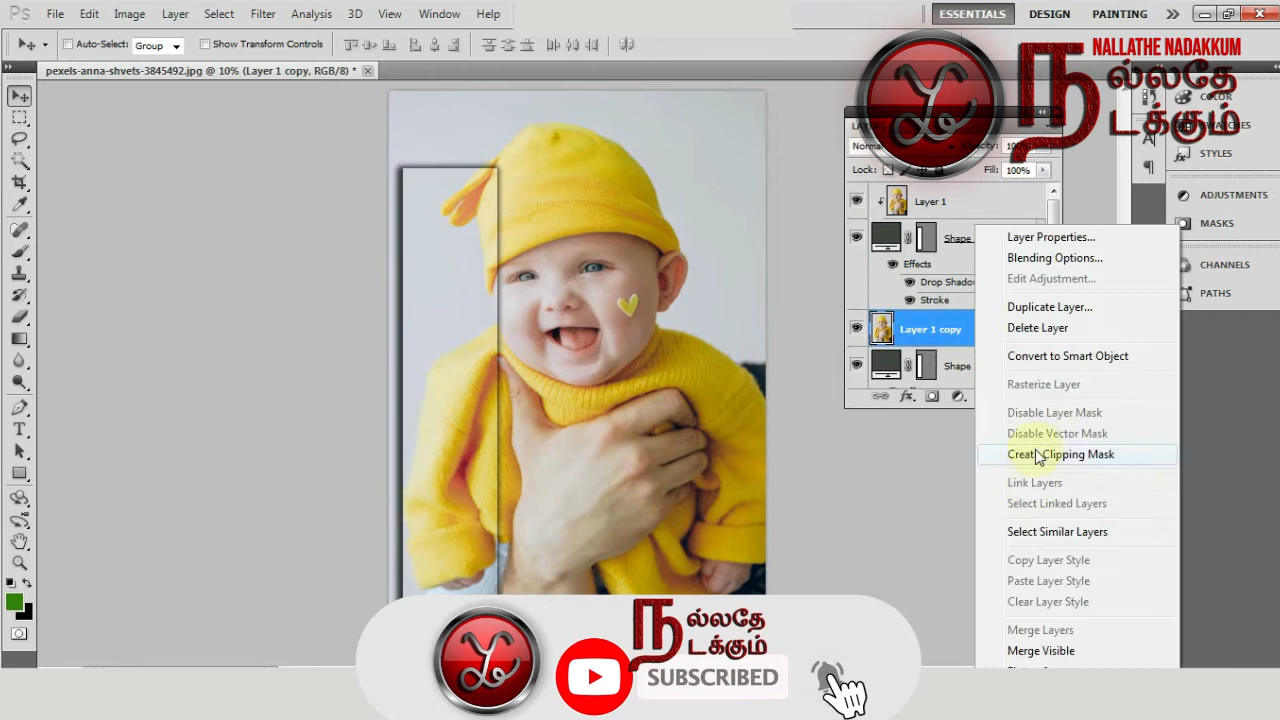 PS File Edit Image Layer Select Filter Analysis 3D View Window Help ESSENTIALS DESIGN PAINTING
Auto-Select: Group Show Transform Controls
NALLATHE NADAKKUM
நல்லதே
நடக்கும்
pexels-anna-shvets-3845492.jpg @ 10% (Layer 1 copy, RGB/8) *
COLOR
STYLES
ADJUSTMENTS
MASKS
CHANNELS
PATHS
Opacity:
Lock: Fill: 100%
Layer 1
Shape
Effects
Stroke
Layer 1 copy
Shape
Layer Properties...
Blending Options...
Edit Adjustment...
Duplicate Layer...
Delete Layer
Convert to Smart Object
Rasterize Layer
Disable Layer Mask
Disable Vector Mask
Create Clipping Mask
Link Layers
Select Linked Layers
Select Similar Layers
Copy Layer Style
Paste Layer Style
Clear Layer Style
Merge Layers
Merge Visible
நல்லதே
நடக்கும்
SUBSCRIBED